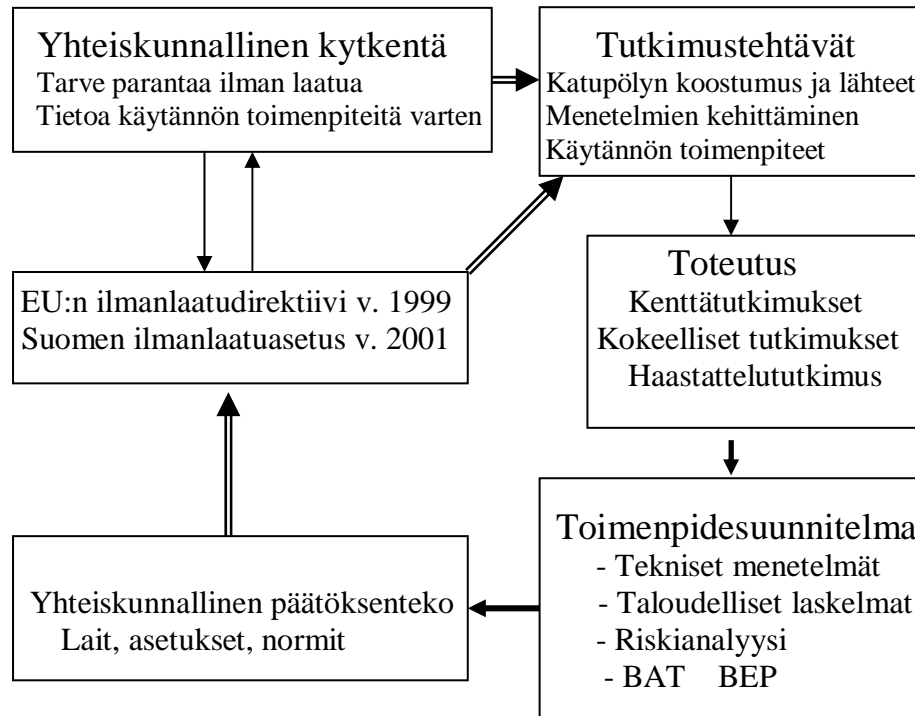 Yhteiskunnallinen kytkentä
Tarve parantaa ilman laatua
Tietoa käytännön toimenpiteitä varten
Tutkimustehtävät
Katupölyn koostumus ja lähteet
Menetelmien kehittäminen
Käytännön toimenpiteet
EU:n ilmanlaatudirektiivi v. 1999
Suomen ilmanlaatuasetus v. 2001
Toteutus
Kenttätutkimukset
Kokeelliset tutkimukset
Haastattelututkimus
Toimenpidesuunnitelma
- Tekniset menetelmät
- Taloudelliset laskelmat
- Riskianalyysi
- BAT BEP
Yhteiskunnallinen päätöksenteko
Lait, asetukset, normit